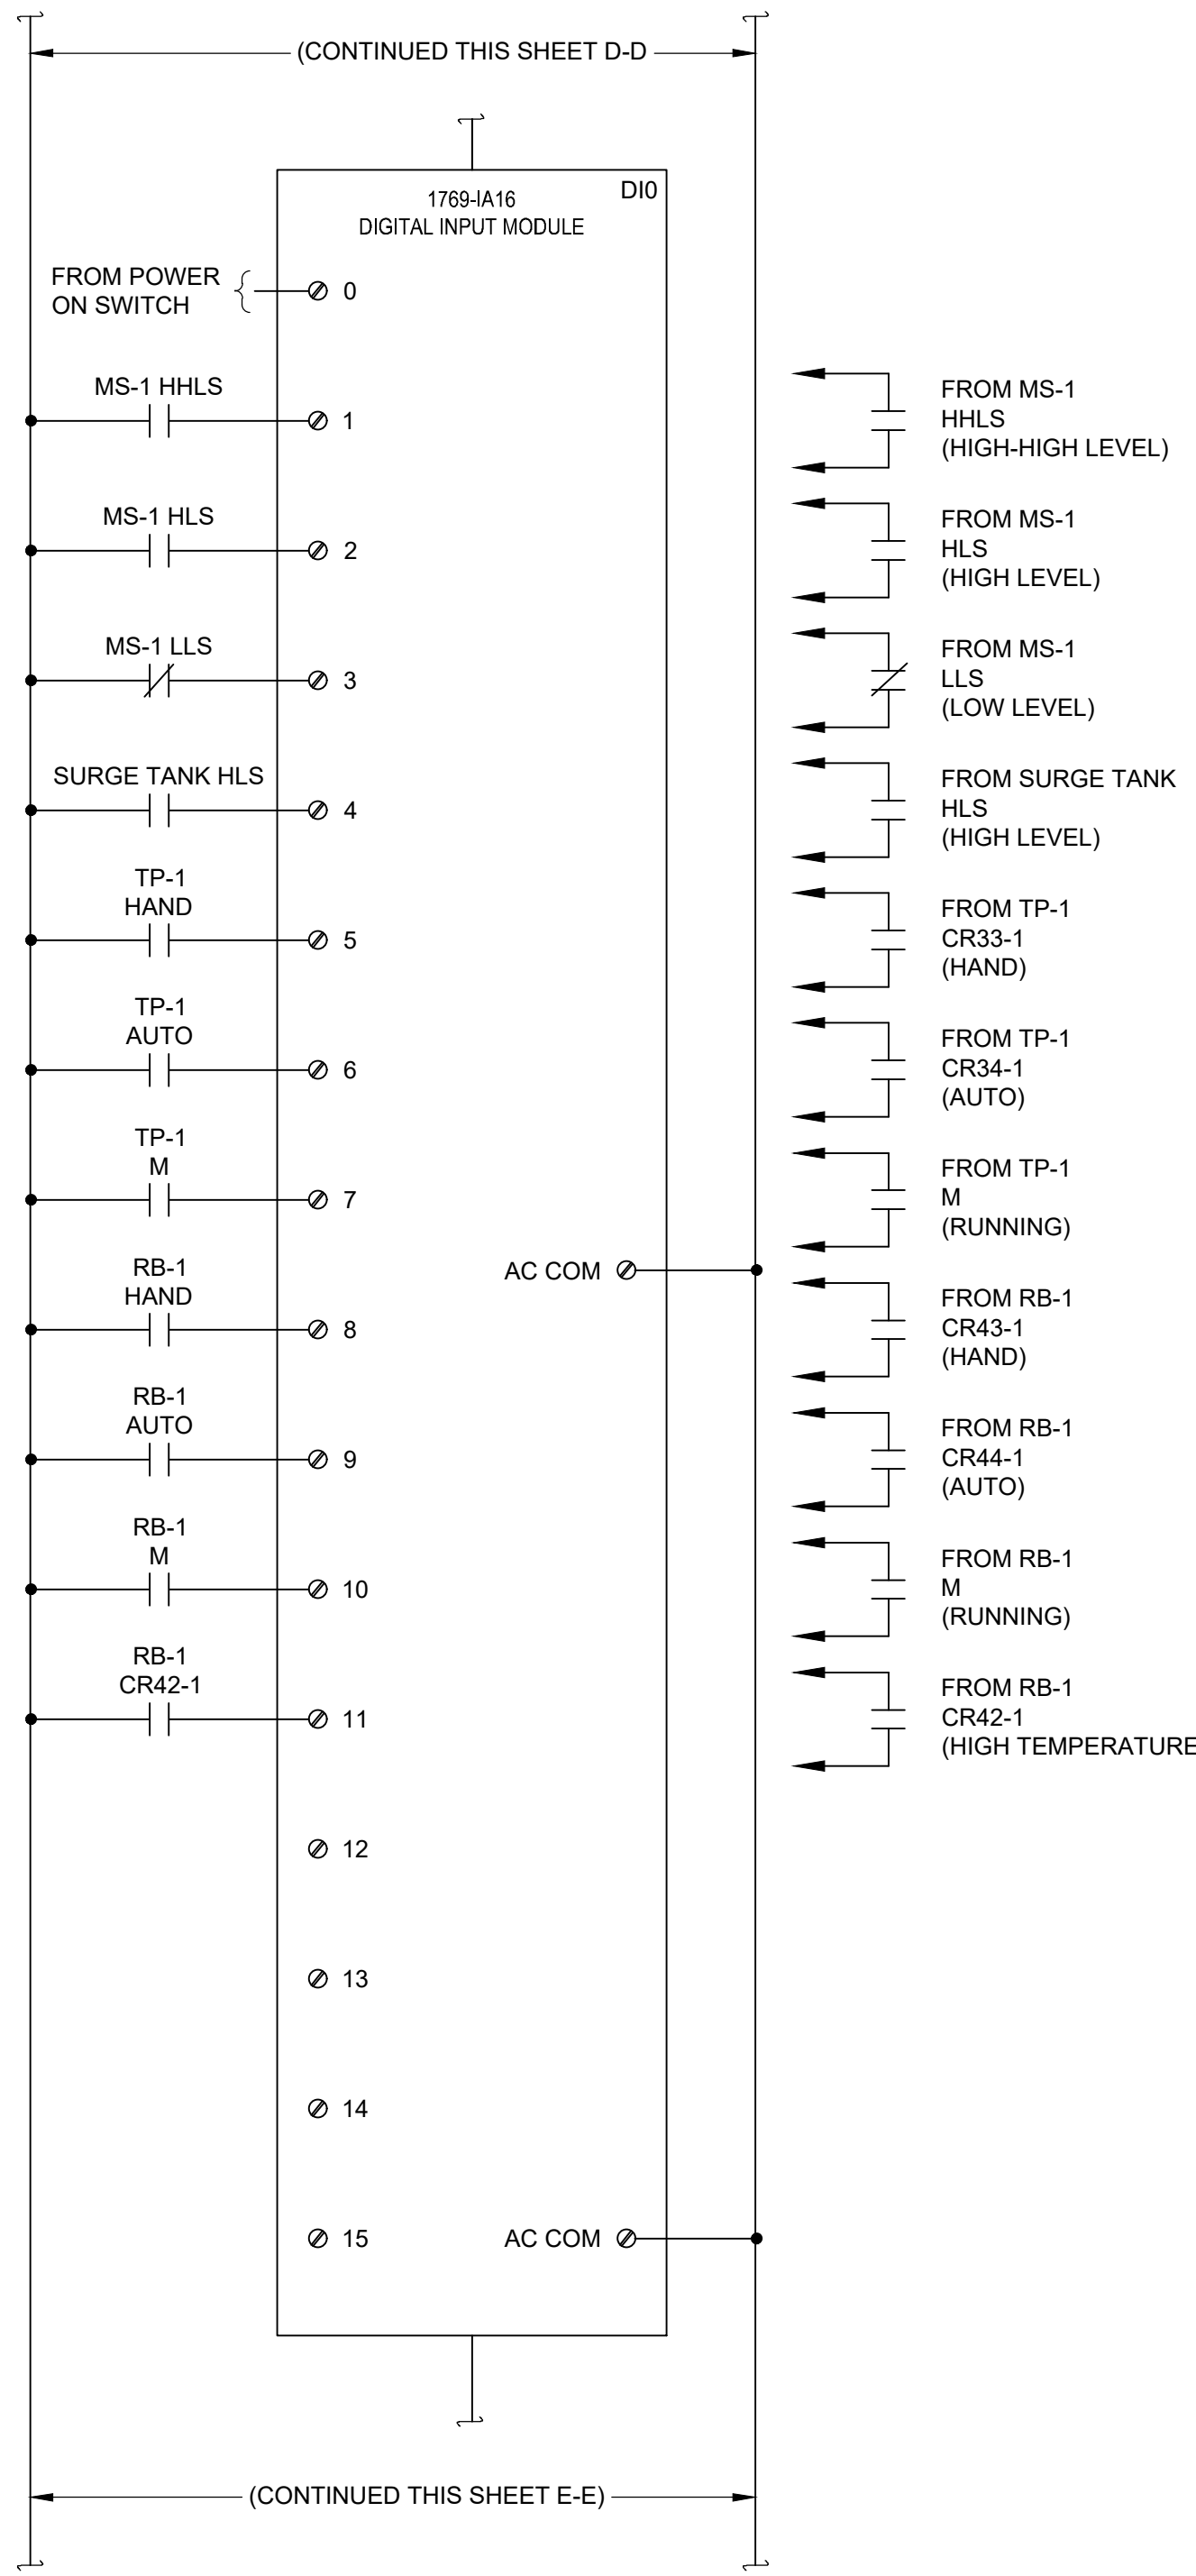 (CONTINUED THIS SHEET D-D
1769-IA16
DIGITAL INPUT MODULE
DI0
FROM POWER
ON SWITCH
0
MS-1 HHLS
1
FROM MS-1
HHLS
(HIGH-HIGH LEVEL)
MS-1 HLS
2
FROM MS-1
HLS
(HIGH LEVEL)
MS-1 LLS
3
FROM MS-1
LLS
(LOW LEVEL)
SURGE TANK HLS
4
FROM SURGE TANK
HLS
(HIGH LEVEL)
TP-1
HAND
5
FROM TP-1
CR33-1
(HAND)
TP-1
AUTO
6
FROM TP-1
CR34-1
(AUTO)
TP-1
M
7
FROM TP-1
M
(RUNNING)
AC COM
RB-1
HAND
8
FROM RB-1
CR43-1
(HAND)
RB-1
AUTO
9
FROM RB-1
CR44-1
(AUTO)
RB-1
M
10
FROM RB-1
M
(RUNNING)
RB-1
CR42-1
11
FROM RB-1
CR42-1
(HIGH TEMPERATURE
12
13
14
15
AC COM
(CONTINUED THIS SHEET E-E)